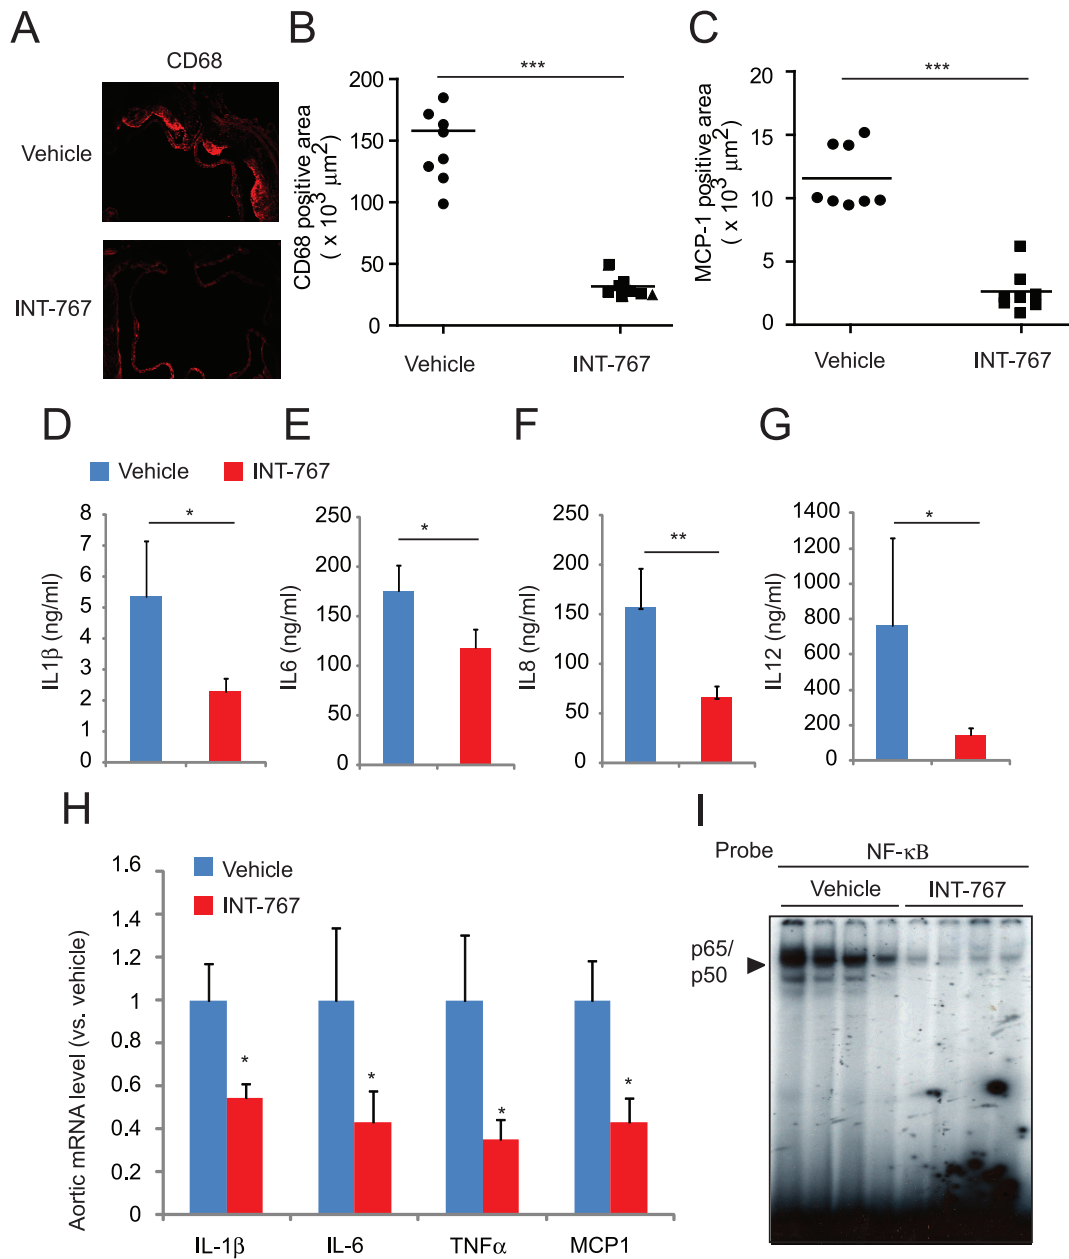 A
CD68
Vehicle
INT-767
B
***
CD68 positive area
( x 10³ μm²)
200
150
100
50
0
Vehicle
INT-767
C
***
MCP-1 positive area
( x 10³ μm²)
20
15
10
5
0
Vehicle
INT-767
D
Vehicle
INT-767
IL1β (ng/ml)
8
7
6
5
4
3
2
1
0
*
E
IL6 (ng/ml)
250
200
150
100
50
0
*
F
IL8 (ng/ml)
250
200
150
100
50
0
**
G
IL12 (ng/ml)
1400
1200
1000
800
600
400
200
0
*
H
Aortic mRNA level (vs. vehicle)
1.6
1.4
1.2
1
0.8
0.6
0.4
0.2
0
Vehicle
INT-767
*
*
*
*
IL-1β
IL-6
TNFα
MCP1
I
Probe
NF-κB
Vehicle
INT-767
p65/
p50